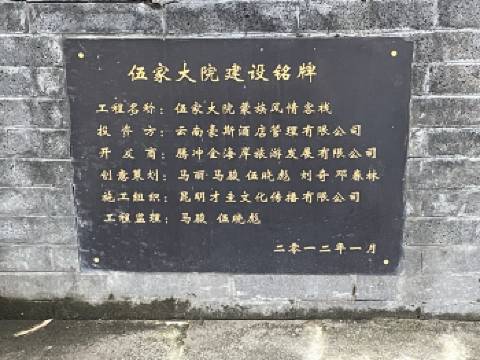 伍家大院建设铭牌
工程名称：伍家大院蒙族风情客栈
投资方：云南豪斯酒店管理有限公司
开发商：腾冲金海岸旅游发展有限公司
创意策划：马丽·马骏 伍晓彪 刘奇 邓春林
施工组织：昆明才圭文化传播有限公司
工程监理：马骏 伍晓彪
二零一二年一月